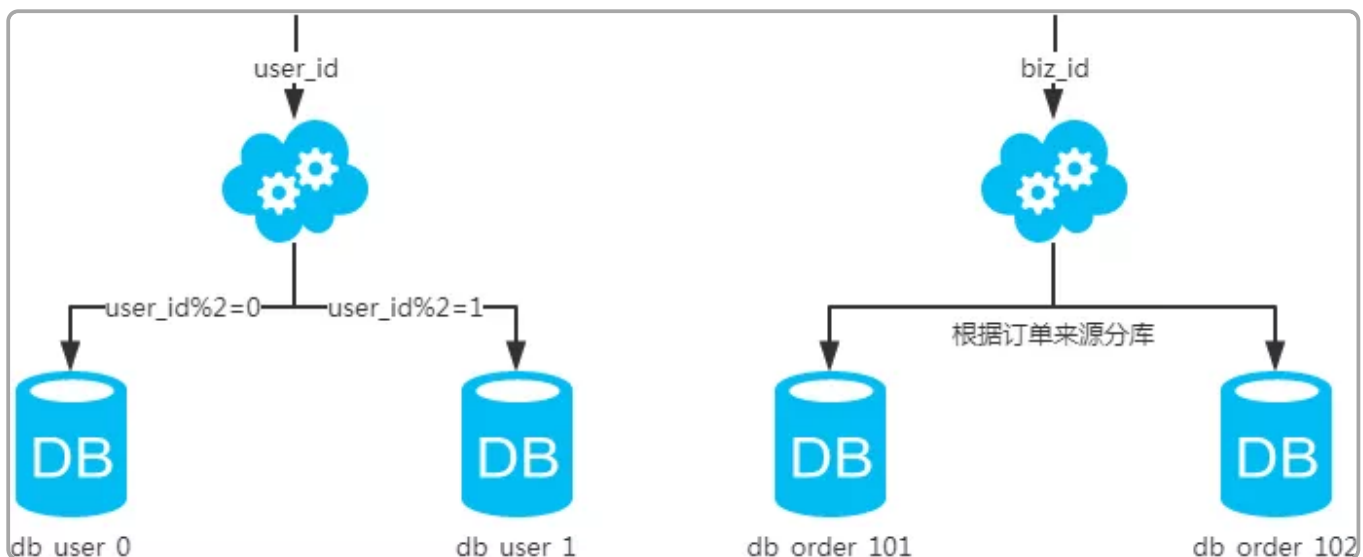 user_id
biz_id
user_id%2=0
user_id%2=1
根据订单来源分库
DB
DB
DB
DB
db_user_0
db_user_1
db_order_101
db_order_102